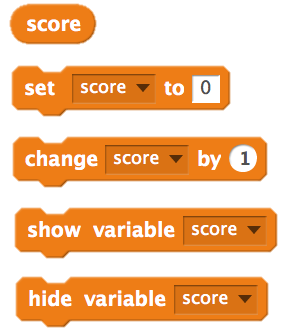 score
set score to 0
change score by 1
show variable score
hide variable score